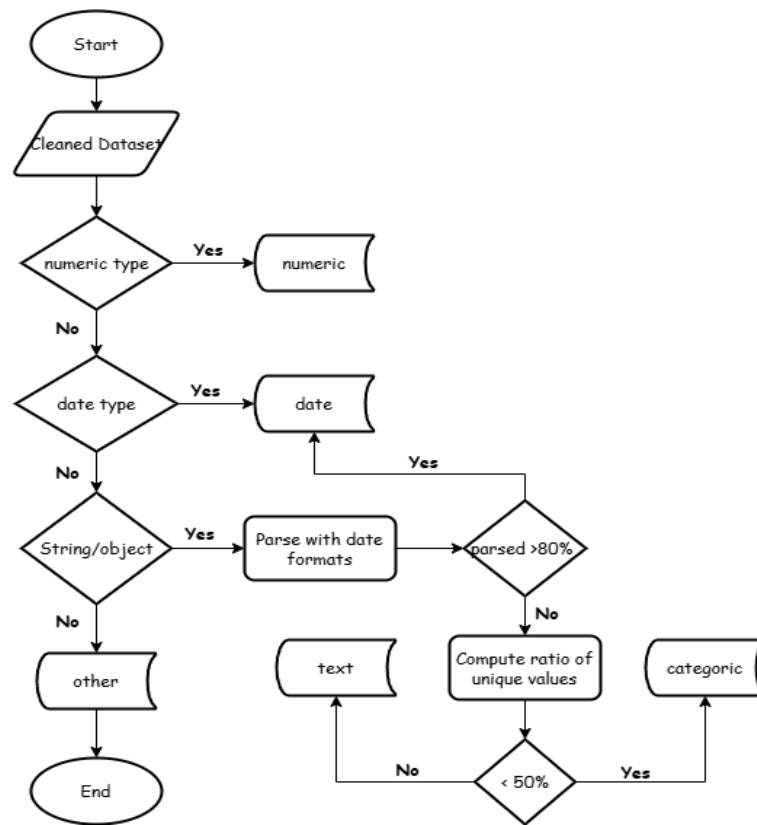 Start
Cleaned Dataset
numeric type
Yes
numeric
No
date type
Yes
date
No
Yes
String/object
Yes
Parse with date
formats
parsed >80%
No
No
other
text
Compute ratio of
unique values
categoric
End
No
< 50%
Yes